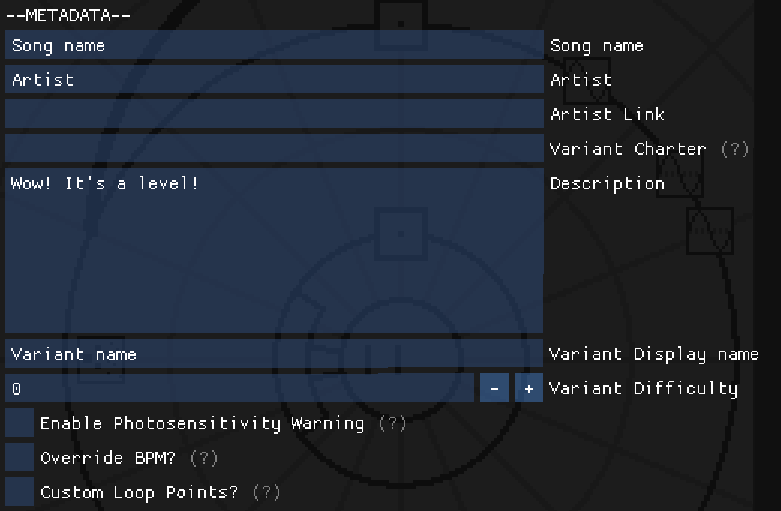 --METADATA--
Song name Song name
Artist Artist
Artist Link
Variant Charter (?)
Wow! It's a level! Description
Variant name Variant Display name
0 - + Variant Difficulty
Enable Photosensitivity Warning (?)
Override BPM? (?)
Custom Loop Points? (?)